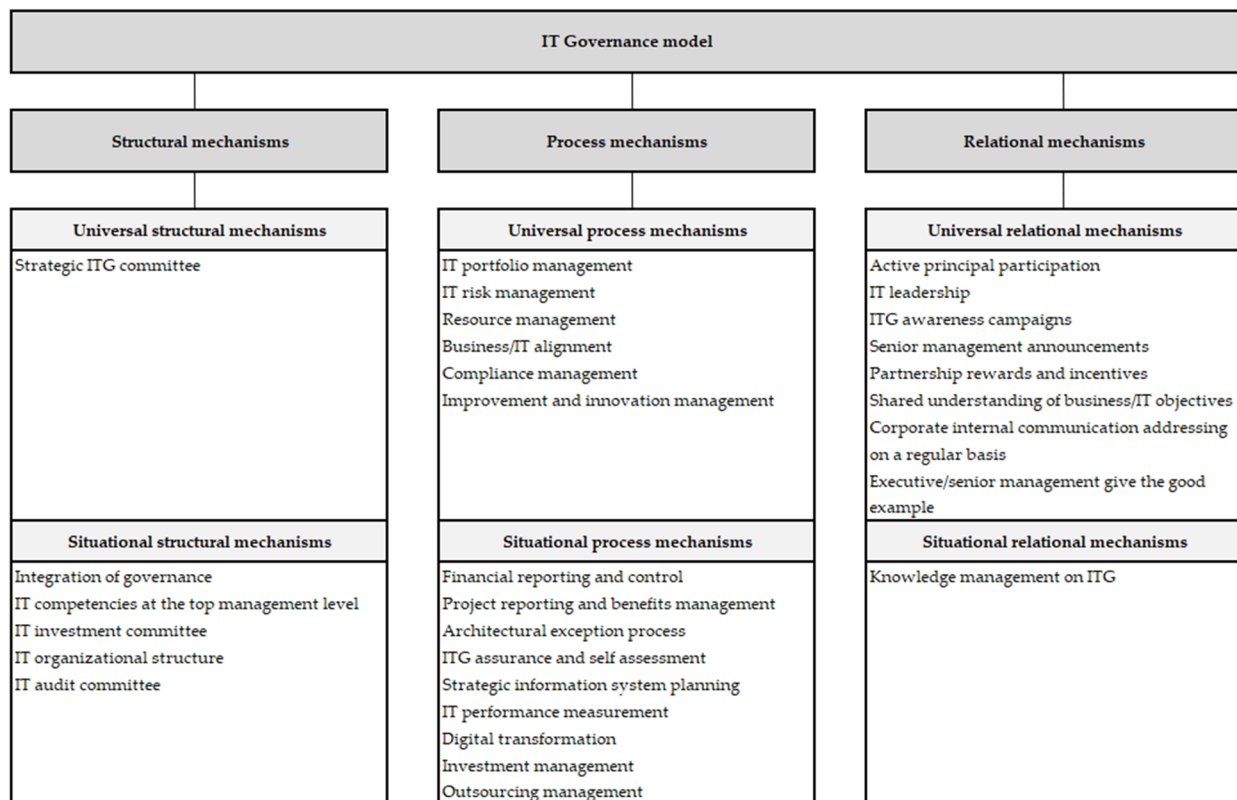 IT Governance model
Structural mechanisms
Process mechanisms
Relational mechanisms
Universal structural mechanisms
Strategic ITG committee
Universal process mechanisms
IT portfolio management
IT risk management
Resource management
Business/IT alignment
Compliance management
Improvement and innovation management
Universal relational mechanisms
Active principal participation
IT leadership
ITG awareness campaigns
Senior management announcements
Partnership rewards and incentives
Shared understanding of business/IT objectives
Corporate internal communication addressing
on a regular basis
Executive/senior management give the good
example
Situational structural mechanisms
Integration of governance
IT competencies at the top management level
IT investment committee
IT organizational structure
IT audit committee
Situational process mechanisms
Financial reporting and control
Project reporting and benefits management
Architectural exception process
ITG assurance and self assessment
Strategic information system planning
IT performance measurement
Digital transformation
Investment management
Outsourcing management
Situational relational mechanisms
Knowledge management on ITG